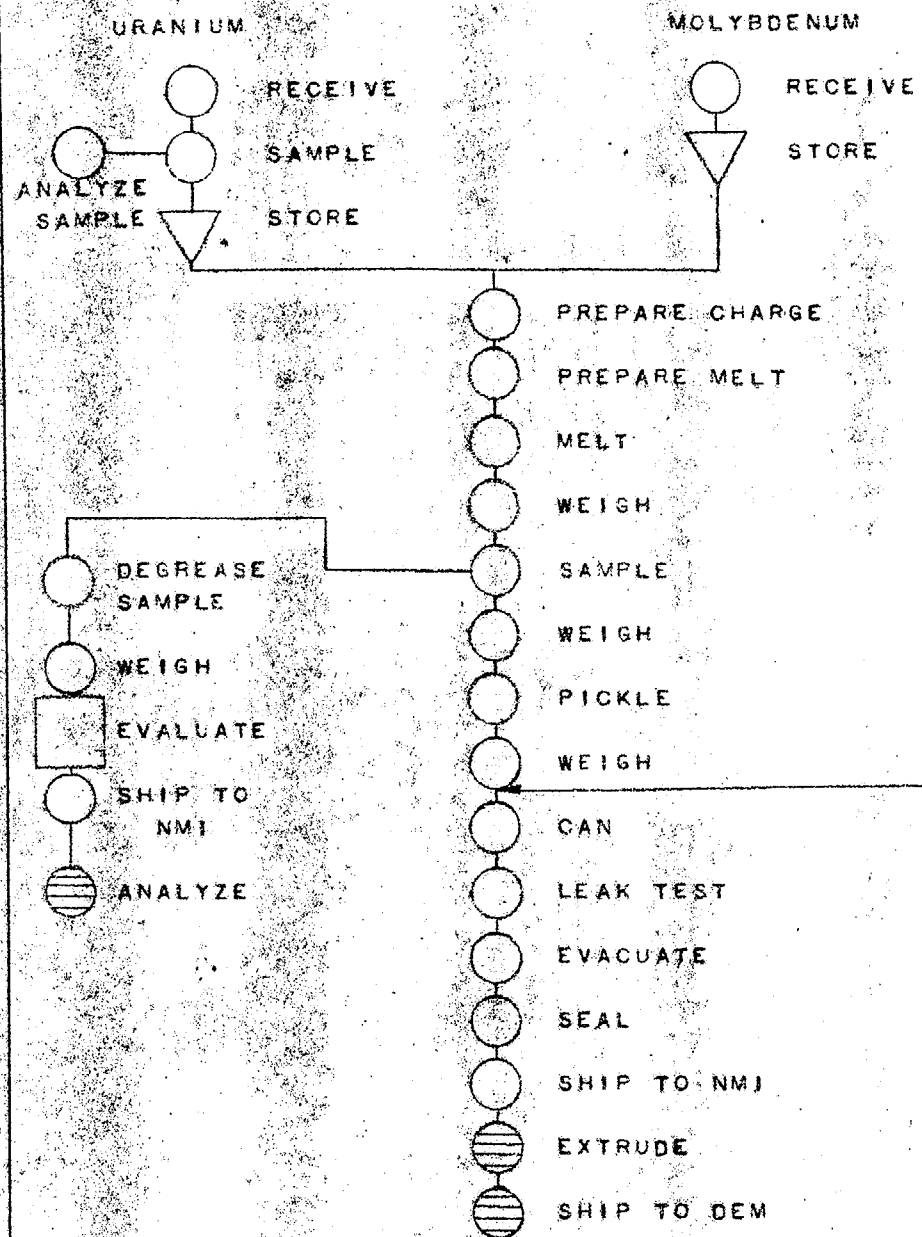 URANIUM
RECEIVE
SAMPLE
ANALYZE
SAMPLE
STORE
MOLYBDENUM
RECEIVE
STORE
PREPARE CHARGE
PREPARE MELT
MELT
WEIGH
SAMPLE
WEIGH
PICKLE
WEIGH
CAN
LEAK TEST
EVACUATE
SEAL
SHIP TO NMI
EXTRUDE
SHIP TO DEM
DEGREASE
SAMPLE
WEIGH
EVALUATE
SHIP TO
NMI
ANALYZE